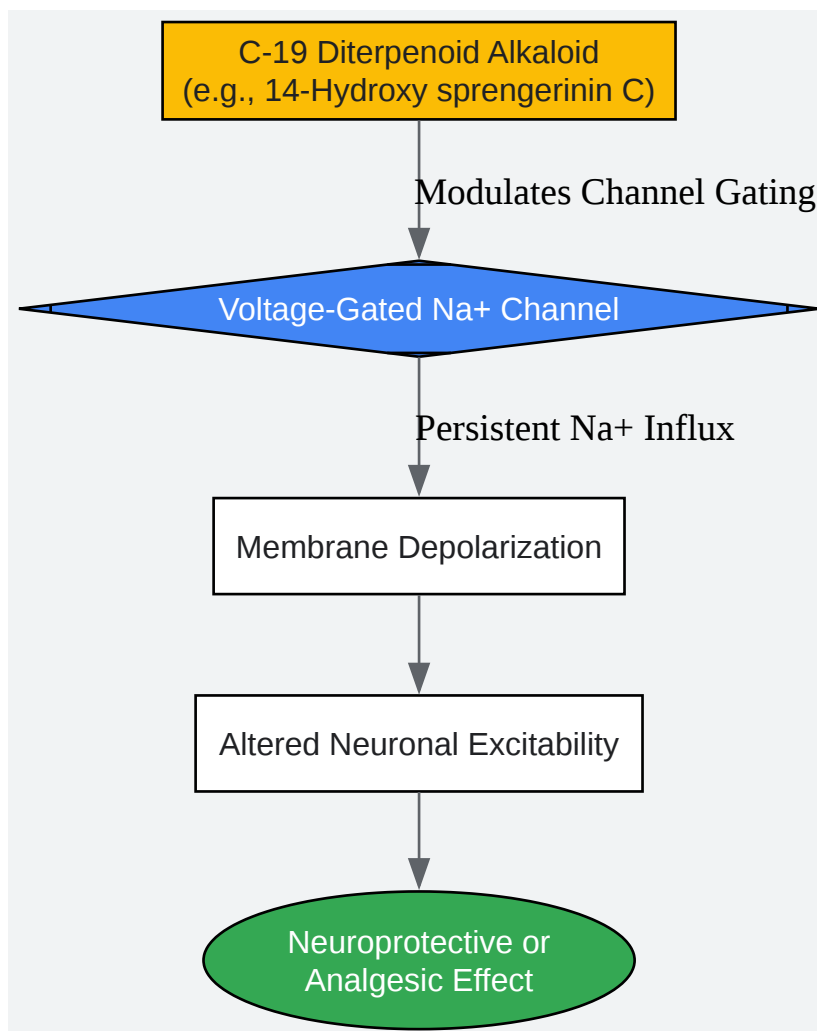 C-19 Diterpenoid Alkaloid
(e.g., 14-Hydroxy sprengerinin C)
Modulates Channel Gating
Voltage-Gated Na+ Channel
Persistent Na+ Influx
Membrane Depolarization
Altered Neuronal Excitability
Neuroprotective or
Analgesic Effect